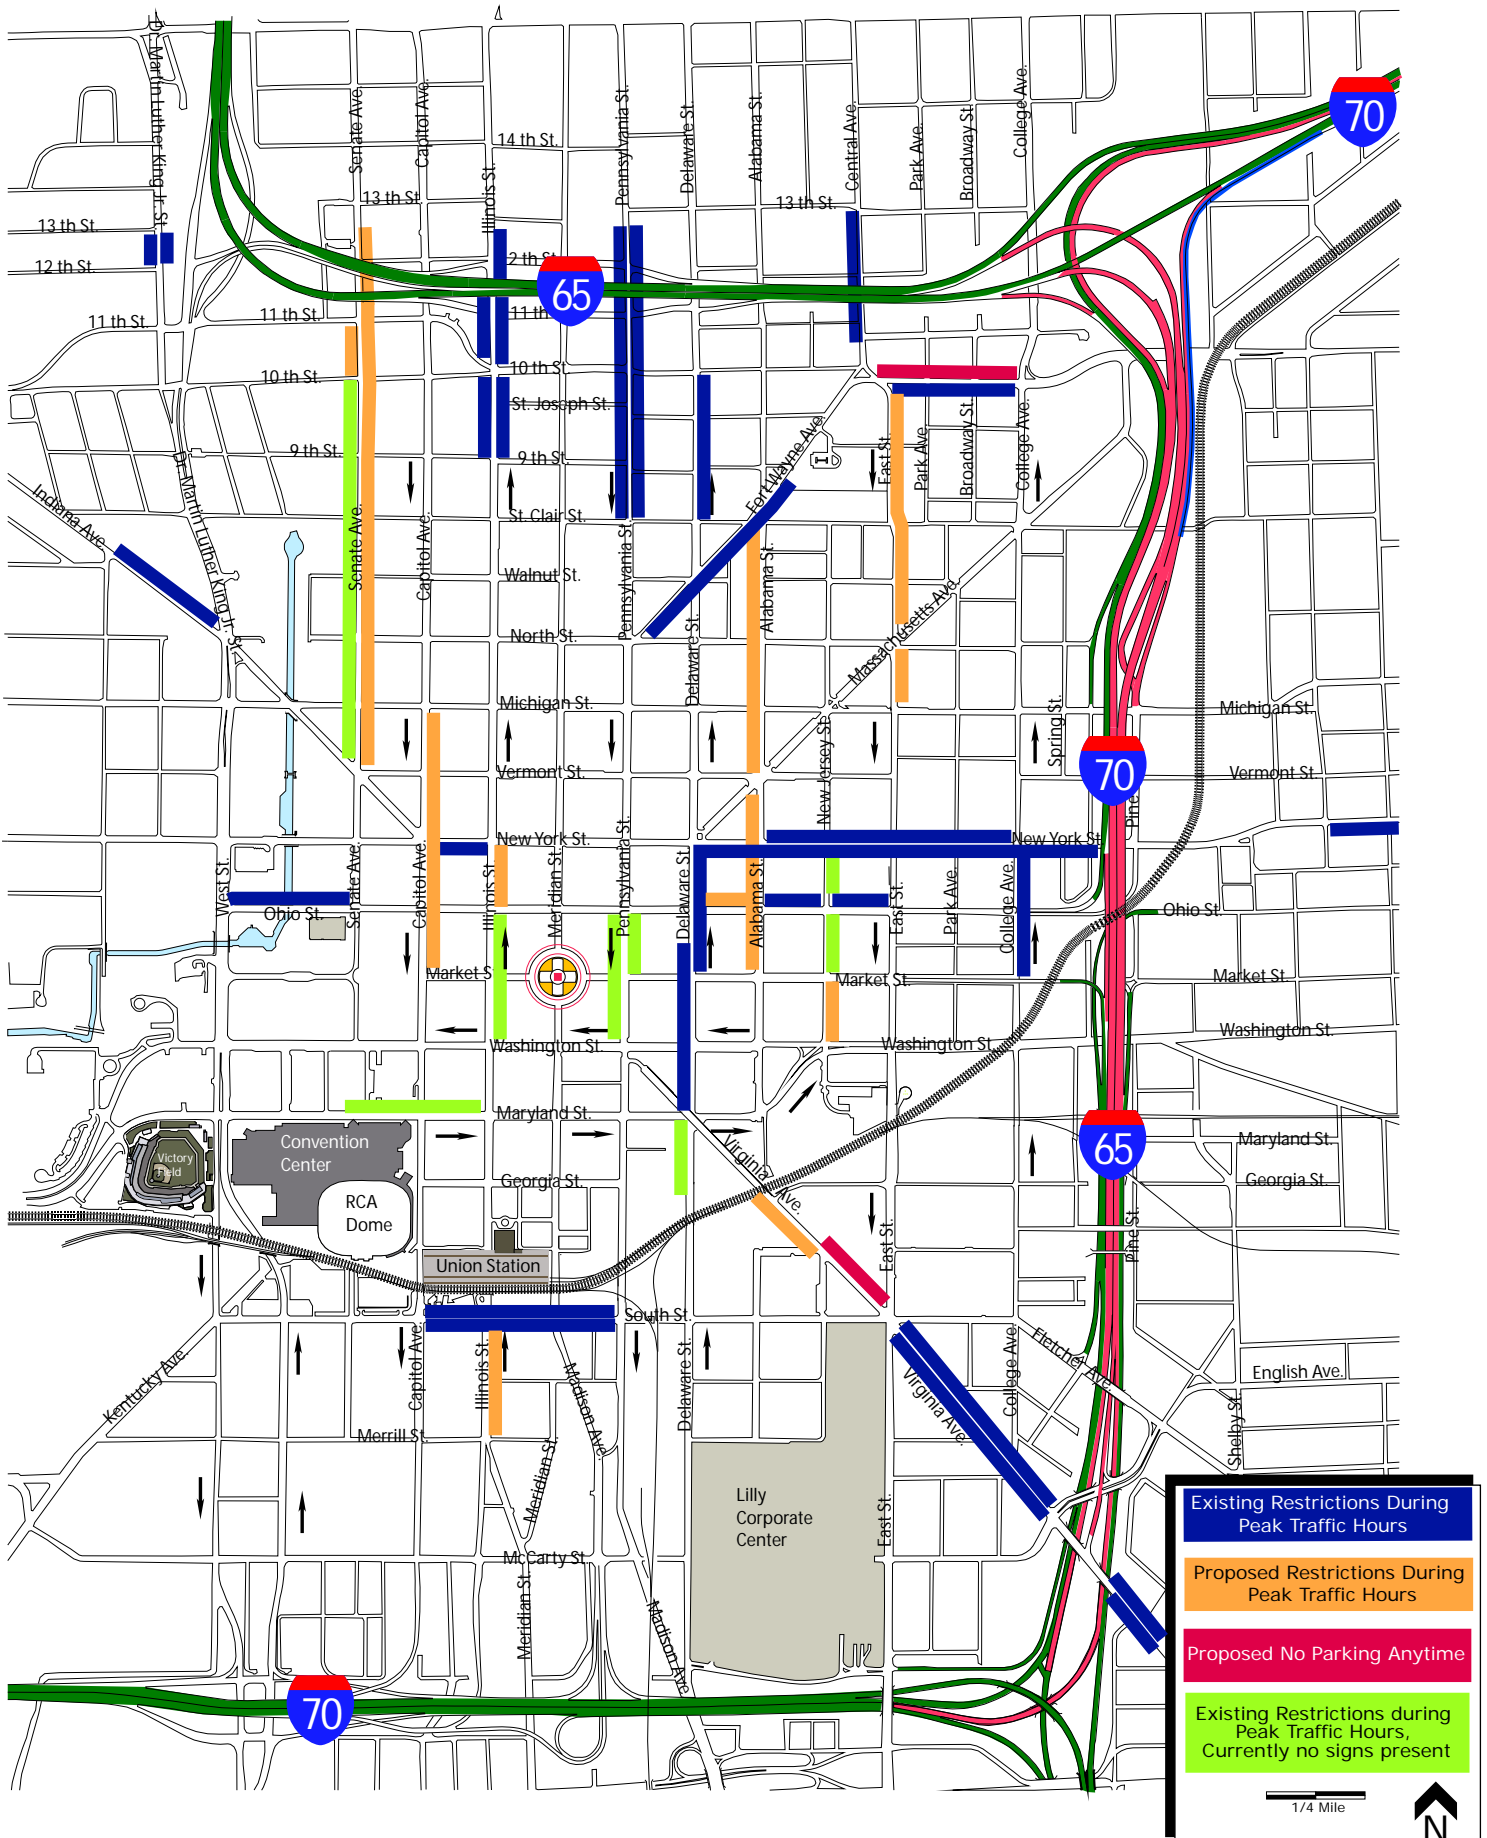 Dr. Martin Luther King Jr. St.
Senate Ave.
Capitol Ave.
Illinois St.
Pennsylvania St.
Delaware St.
Alabama St.
Central Ave.
Park Ave.
Broadway St.
College Ave.
70
14 th St.
13 th St
13 th St.
13 th St.
12 th St.
2 th St.
65
11 th St.
11 th St.
11 th
10 th St.
10 th St.
St. Joseph St.
9 th St.
9 th St.
Fort Wayne Ave.
East St.
Park Ave.
Broadway St.
College Ave.
Indiana Ave.
Dr. Martin Luther King Jr. St.
Senate Ave.
Capitol Ave.
St. Clair St.
Pennsylvania St.
Walnut St.
Alabama St.
North St.
Delaware St.
Massachusetts Ave.
Michigan St.
Michigan St.
New Jersey St.
Spring St.
Vermont St.
70
Vermont St.
Pine
New York St.
New York St.
West St.
Senate Ave.
Capitol Ave.
Illinois St.
Meridian St.
Pennsylvania St.
Delaware St.
Alabama St.
East St.
Park Ave.
College Ave.
Ohio St.
Ohio St.
Market S
Market St.
Market St.
Washington St.
Washington St.
Washington St.
Maryland St.
65
Maryland St.
Convention
Center
Victory
Field
Virginia Ave.
Georgia St.
Georgia St.
RCA
Dome
Pine St.
East St.
Union Station
South St.
Kentucky Ave.
Capitol Ave.
Illinois St.
Madison Ave.
Delaware St.
Virginia Ave.
College Ave.
Fletcher Ave.
English Ave.
Shelby St.
Merrill St.
Meridian St.
Lilly
Corporate
Center
East St.
McCarty St.
Meridian St.
Madison Ave
70
Existing Restrictions During
Peak Traffic Hours
Proposed Restrictions During
Peak Traffic Hours
Proposed No Parking Anytime
Existing Restrictions during
Peak Traffic Hours,
Currently no signs present
1/4 Mile
N